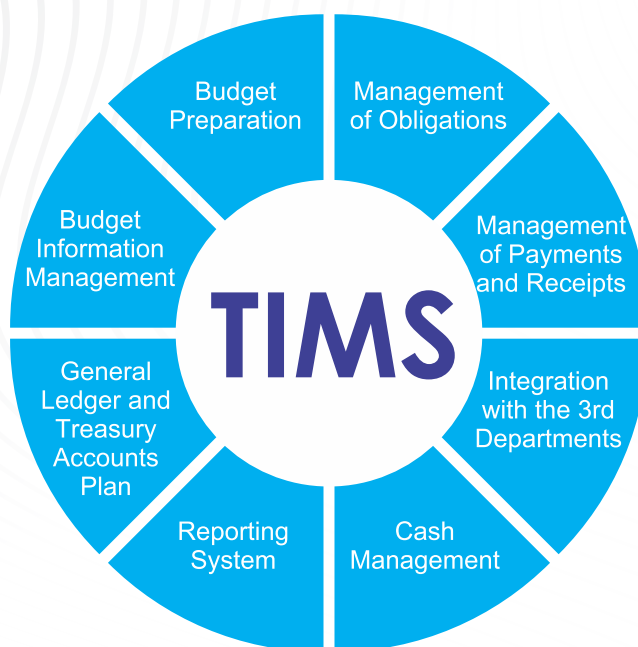 Budget
Preparation
Management
of Obligations
Budget
Information
Management
Management
of Payments
and Receipts
TIMS
General
Ledger and
Treasury
Accounts
Plan
Integration
with the 3rd
Departments
Reporting
System
Cash
Management